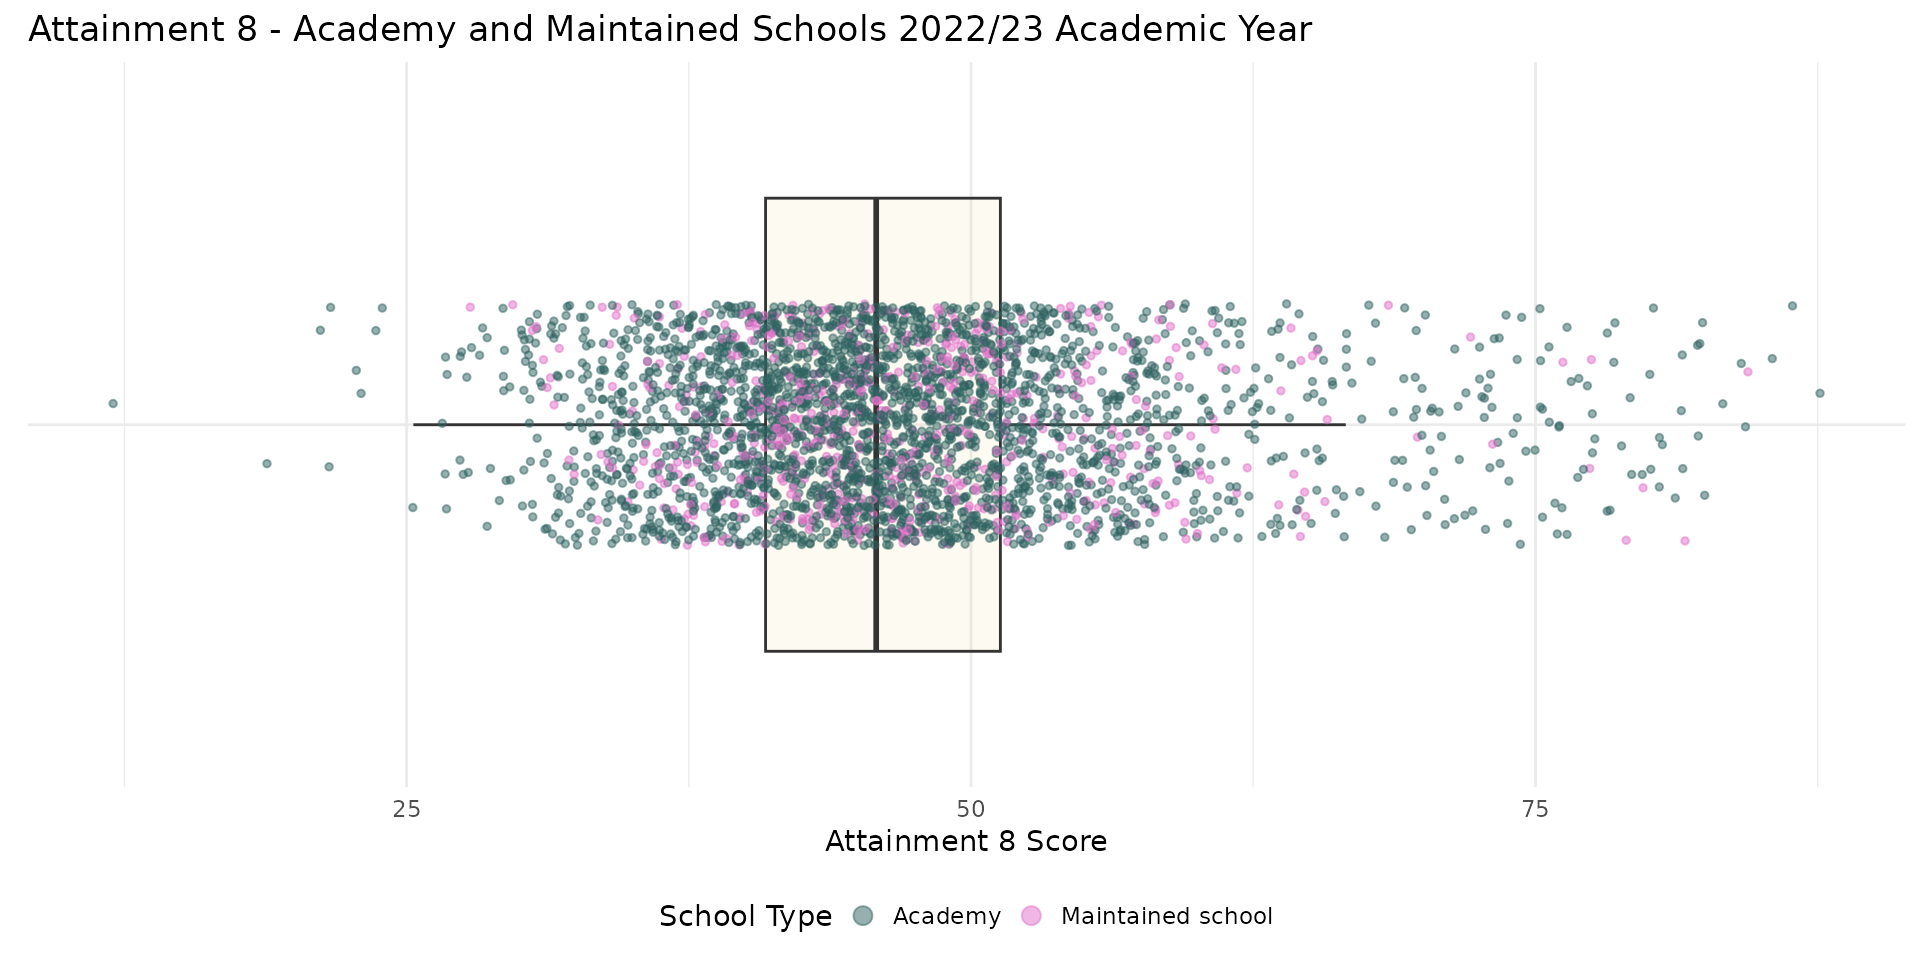 Attainment 8 - Academy and Maintained Schools 2022/23 Academic Year
25 50 75
Attainment 8 Score
School Type Academy Maintained school